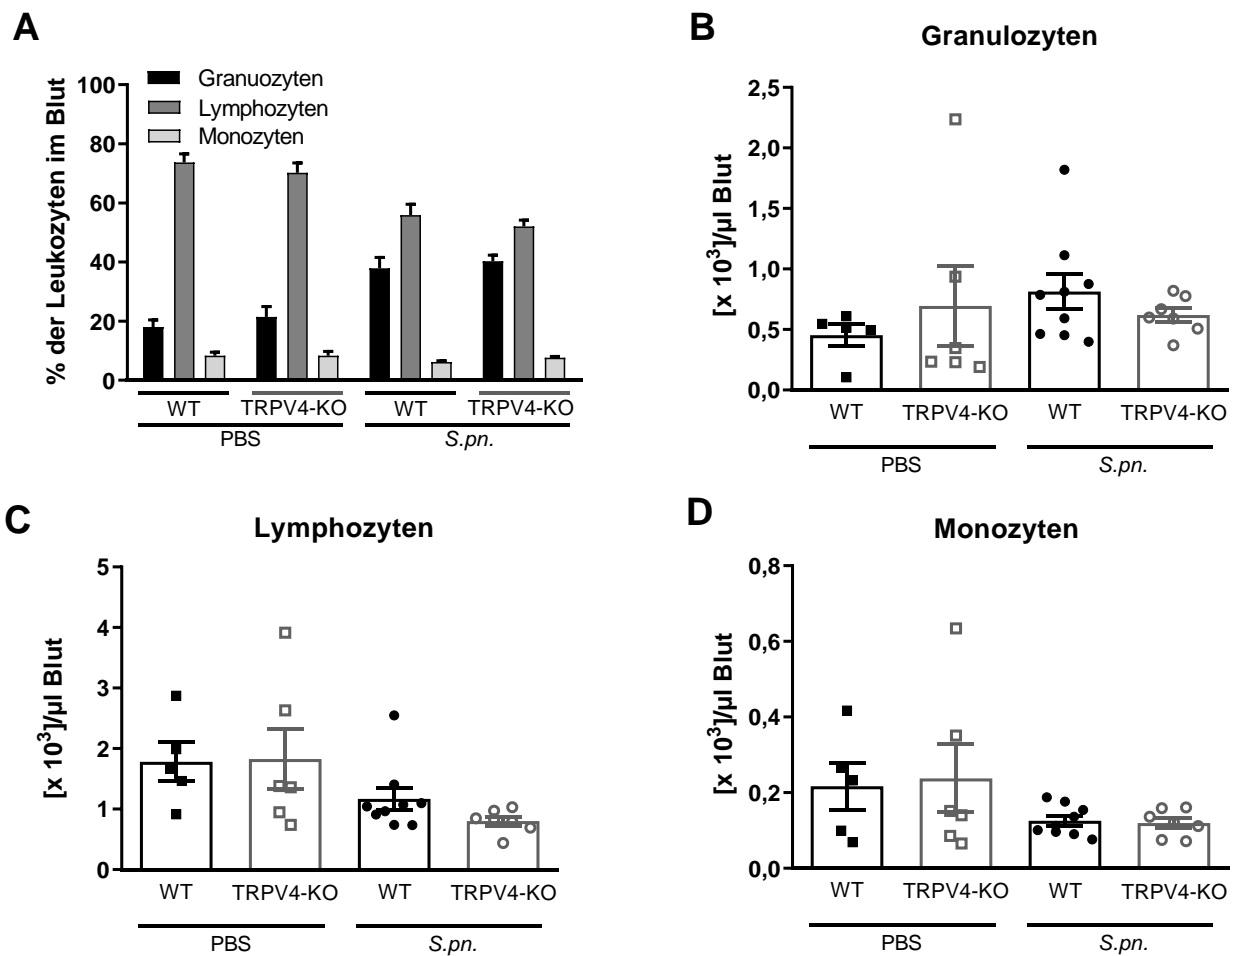 A
% der Leukozyten im Blut
100
80
60
40
20
0
Granuozyten
Lymphozyten
Monozyten
WT TRPV4-KO WT TRPV4-KO
PBS S.pn.
B
Granulozyten
[x 10³]/µl Blut
2,5
2,0
1,5
1,0
0,5
0,0
WT TRPV4-KO WT TRPV4-KO
PBS S.pn.
C
Lymphozyten
[x 10³]/µl Blut
5
4
3
2
1
0
WT TRPV4-KO WT TRPV4-KO
PBS S.pn.
D
Monozyten
[x 10³]/µl Blut
0,8
0,6
0,4
0,2
0,0
WT TRPV4-KO WT TRPV4-KO
PBS S.pn.